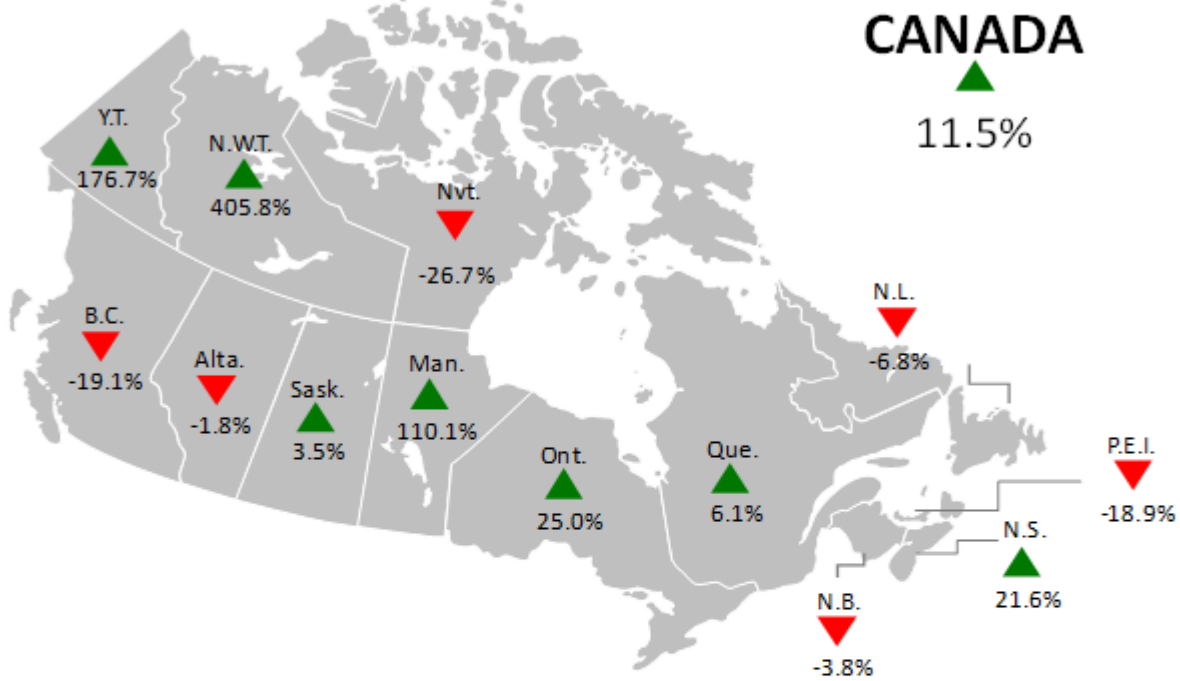 CANADA
11.5%
Y.T.
176.7%
N.W.T.
405.8%
Nvt.
-26.7%
B.C.
-19.1%
Alta.
-1.8%
Sask.
3.5%
Man.
110.1%
Ont.
25.0%
Que.
6.1%
N.L.
-6.8%
P.E.I.
-18.9%
N.S.
21.6%
N.B.
-3.8%